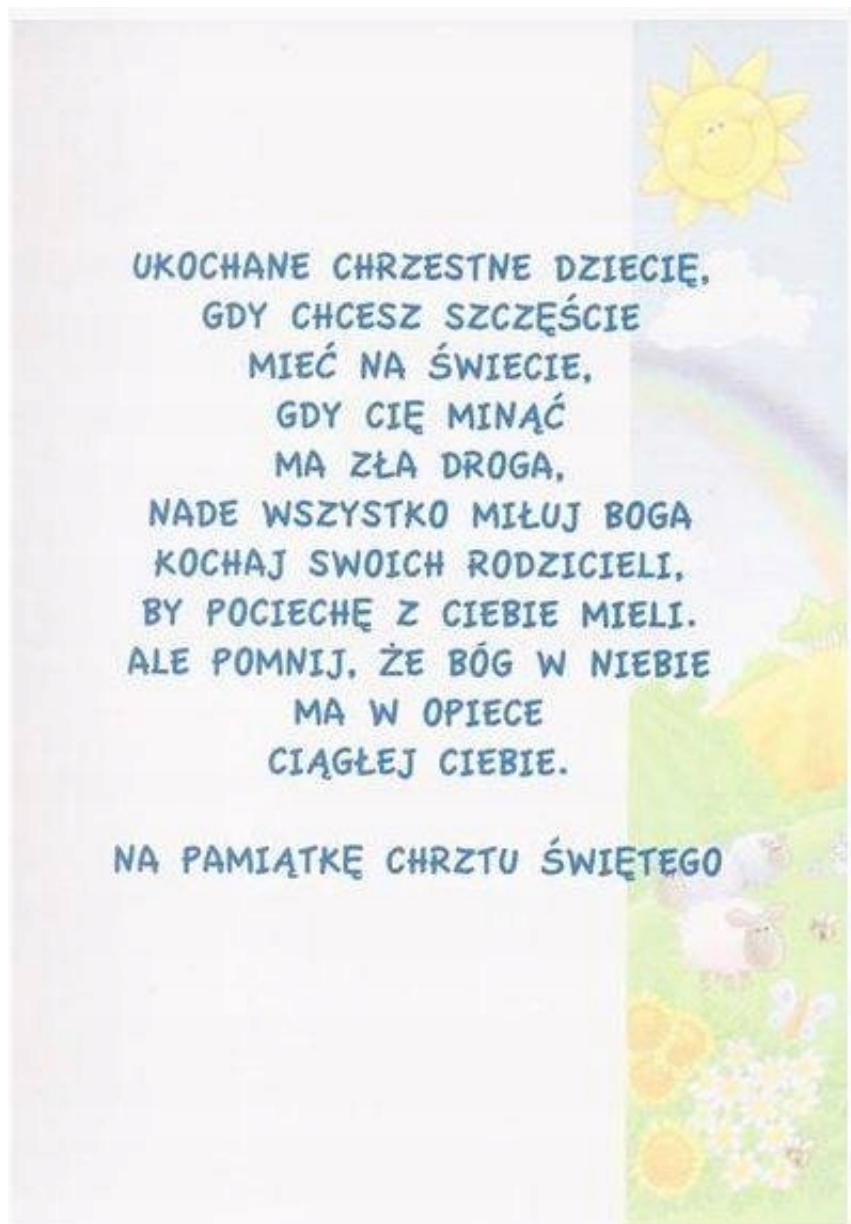 UKOCHANE CHRZESTNE DZIECIĘ,
GDY CHCESZ SZCZĘŚCIE
MIEĆ NA ŚWIECIE,
GDY CIĘ MINĄĆ
MA ZŁA DROGA,
NADE WSZYSTKO MIŁUJ BOGA
KOCHAJ SWOICH RODZICIELI,
BY POCIECHĘ Z CIEBIE MIELI.
ALE POMNIJ, ŻE BÓG W NIEBIE
MA W OPIECE
CIĄGŁEJ CIEBIE.
NA PAMIĄTKĘ CHRZTU ŚWIĘTEGO